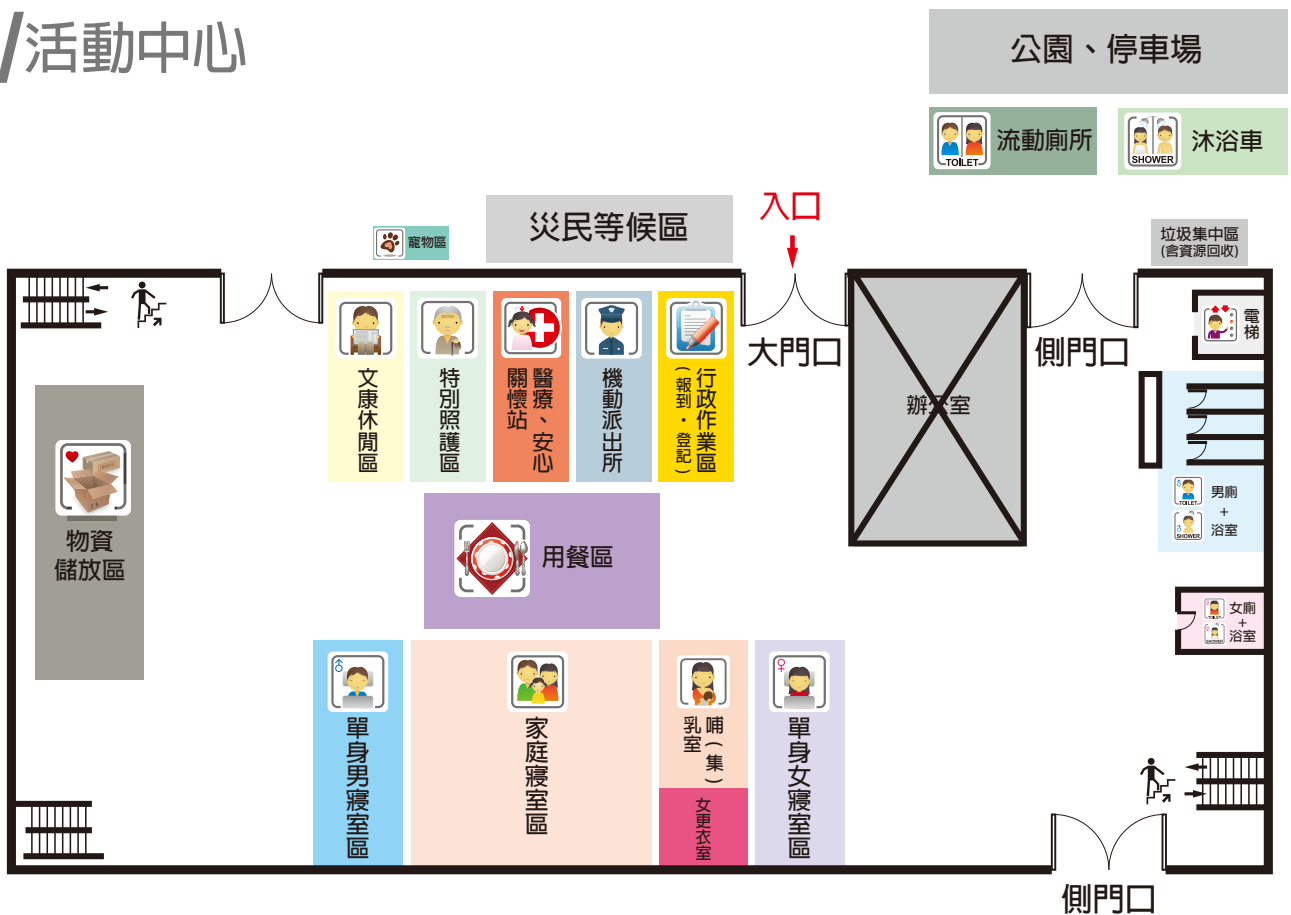 /活動中心
公園、停車場
TOILET
流動廁所
SHOWER
沐浴車
寵物區
災民等候區
入口
垃圾集中區
(含資源回收)
大門口
側門口
電梯
文康休閒區
特別照護區
醫療、安心
關懷站
機動派出所
行政作業區
(報到・登記)
辦公室
物資
儲放區
用餐區
TOILET
SHOWER
男廁
+
浴室
TOILET
SHOWER
女廁
+
浴室
單身男寢室區
家庭寢室區
哺(集)
乳室
女更衣室
單身女寢室區
側門口